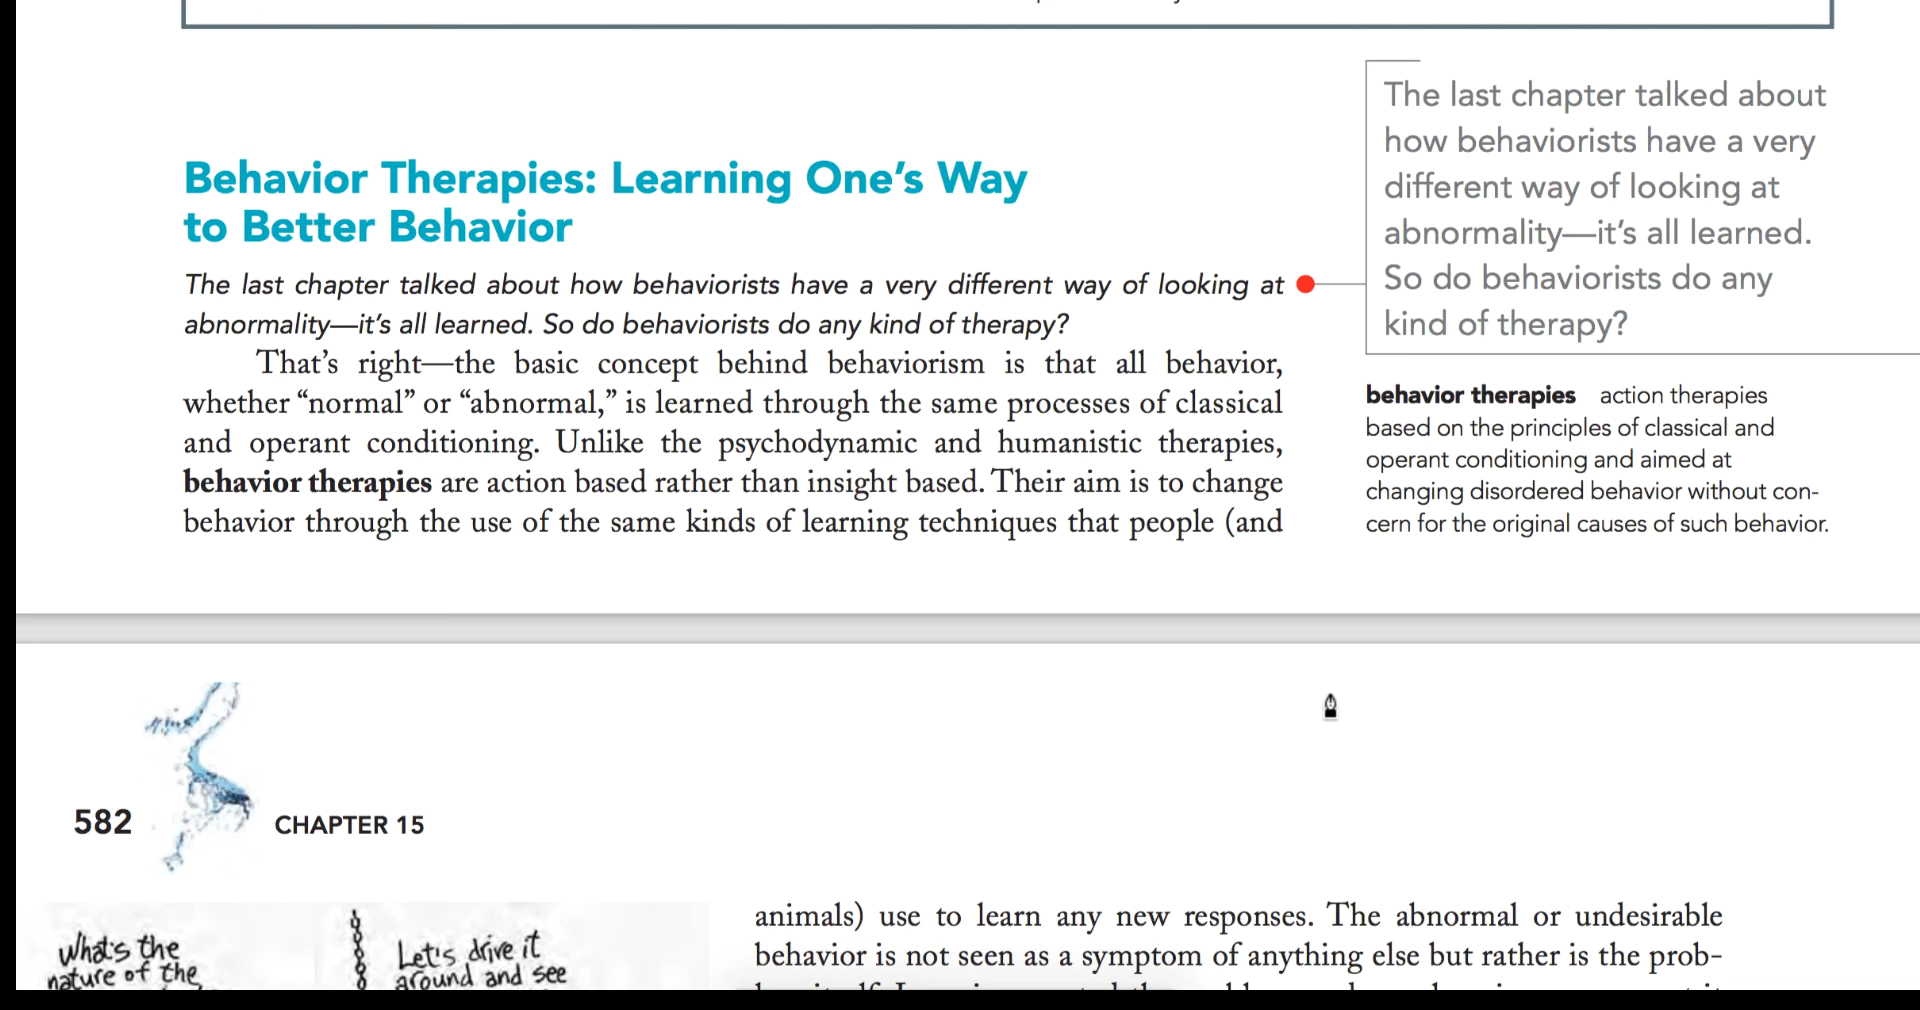 Behavior Therapies: Learning One’s Way
to Better Behavior
The last chapter talked about how behaviorists have a very different way of looking at
abnormality—it’s all learned. So do behaviorists do any kind of therapy?
That’s right—the basic concept behind behaviorism is that all behavior,
whether “normal” or “abnormal,” is learned through the same processes of classical
and operant conditioning. Unlike the psychodynamic and humanistic therapies,
behavior therapies are action based rather than insight based. Their aim is to change
behavior through the use of the same kinds of learning techniques that people (and
The last chapter talked about
how behaviorists have a very
different way of looking at
abnormality—it’s all learned.
So do behaviorists do any
kind of therapy?
behavior therapies action therapies
based on the principles of classical and
operant conditioning and aimed at
changing disordered behavior without con-
cern for the original causes of such behavior.
582 CHAPTER 15
What's the
nature of the
Let's drive it
around and see
animals) use to learn any new responses. The abnormal or undesirable
behavior is not seen as a symptom of anything else but rather is the prob-